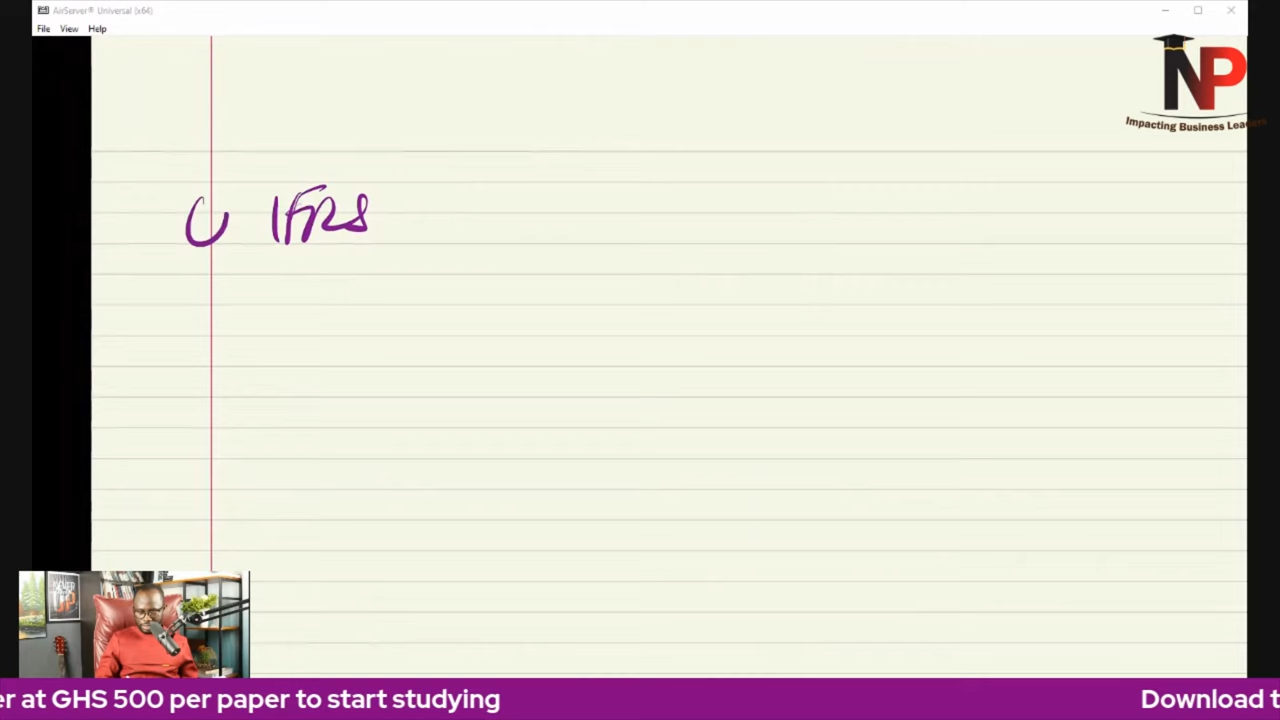 AirServer® Universal (x64)
File View Help
NP
Impacting Business Leaders
IFRS
er at GHS 500 per paper to start studying
Download t